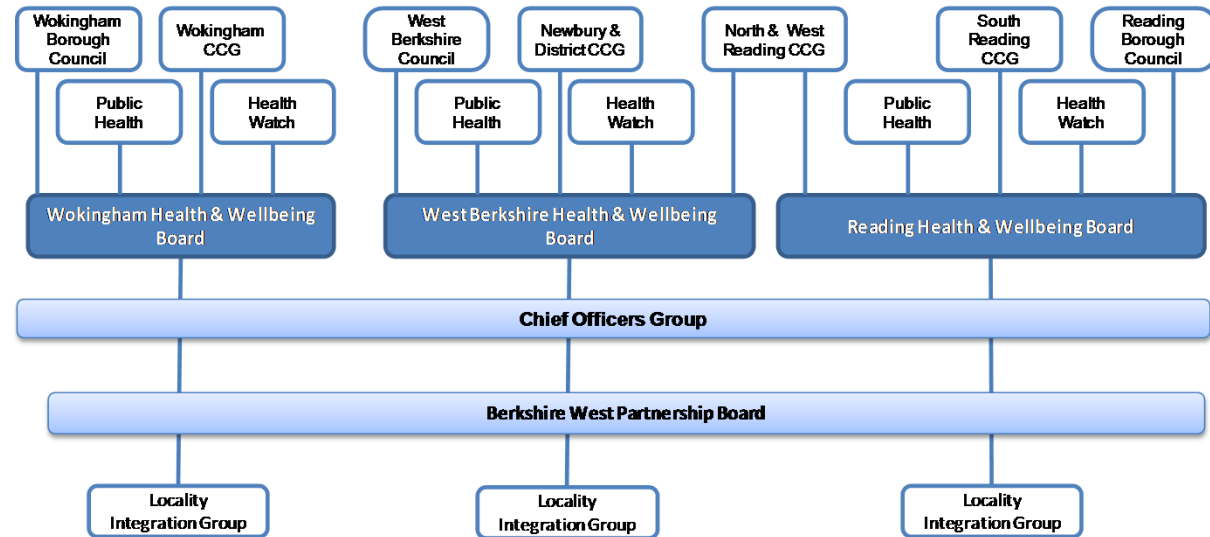 Wokingham
Borough
Council
Wokingham
CCG
West
Berkshire
Council
Newbury &
District CCG
North & West
Reading CCG
South
Reading
CCG
Reading
Borough
Council
Public
Health
Health
Watch
Public
Health
Health
Watch
Public
Health
Health
Watch
Wokingham Health & Wellbeing
Board
West Berkshire Health & Wellbeing
Board
Reading Health & Wellbeing Board
Chief Officers Group
Berkshire West Partnership Board
Locality
Integration Group
Locality
Integration Group
Locality
Integration Group